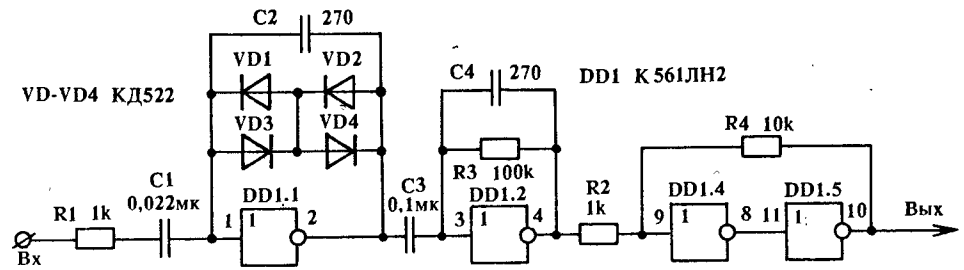 C2 270
VD1 VD2
VD-VD4 КД522
VD3 VD4
C4 270
DD1 К561ЛН2
R4 10k
R3 100k
C1
0,022мк
DD1.1
C3
0,1мк
DD1.2
R2
1k
DD1.4
DD1.5
R1 1k
1 1 2
3 1 4
9 1 8 11 1 10
Вх
Вых